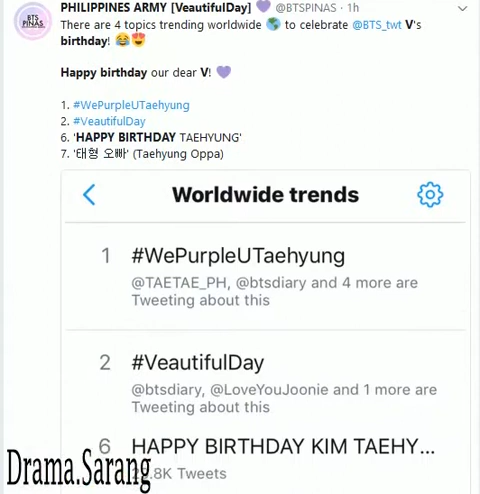 BTS
PINAS
PHILIPPINES ARMY [VeautifulDay] 💜 @BTSPINAS · 1h
There are 4 topics trending worldwide 🌎 to celebrate @BTS_twt V's
birthday! 😂😍
Happy birthday our dear V! 💜
1. #WePurpleUTaehyung
2. #VeautifulDay
6. 'HAPPY BIRTHDAY TAEHYUNG'
7. '태형 오빠' (Taehyung Oppa)
Worldwide trends
1 #WePurpleUTaehyung
@TAETAE_PH, @btsdiary and 4 more are
Tweeting about this
2 #VeautifulDay
@btsdiary, @LoveYouJoonie and 1 more are
Tweeting about this
6 HAPPY BIRTHDAY KIM TAEHY...
Tweets
Drama.Sarang